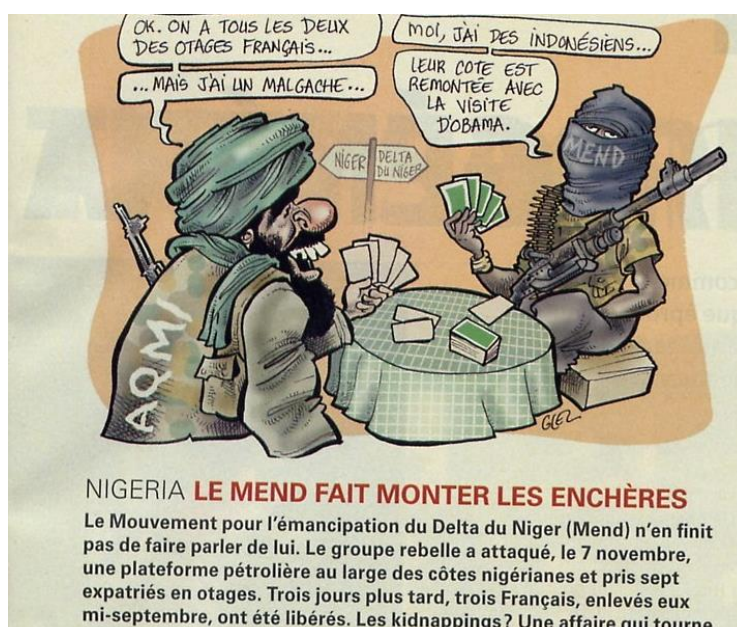 OK. ON A TOUS LES DEUX
DES OTAGES FRANÇAIS...
... MAIS J'AI UN MALGACHE...
MOI, J'AI DES INDONÉSIENS...
LEUR COTE EST
REMONTÉE AVEC
LA VISITE
D'OBAMA.
NIGER
DELTA
DU NIGER
MEND
AQMI
GLEZ
NIGERIA LE MEND FAIT MONTER LES ENCHÈRES
Le Mouvement pour l'émancipation du Delta du Niger (Mend) n'en finit
pas de faire parler de lui. Le groupe rebelle a attaqué, le 7 novembre,
une plateforme pétrolière au large des côtes nigérianes et pris sept
expatriés en otages. Trois jours plus tard, trois Français, enlevés eux
mi-septembre, ont été libérés. Les kidnappings? Une affaire qui tourne